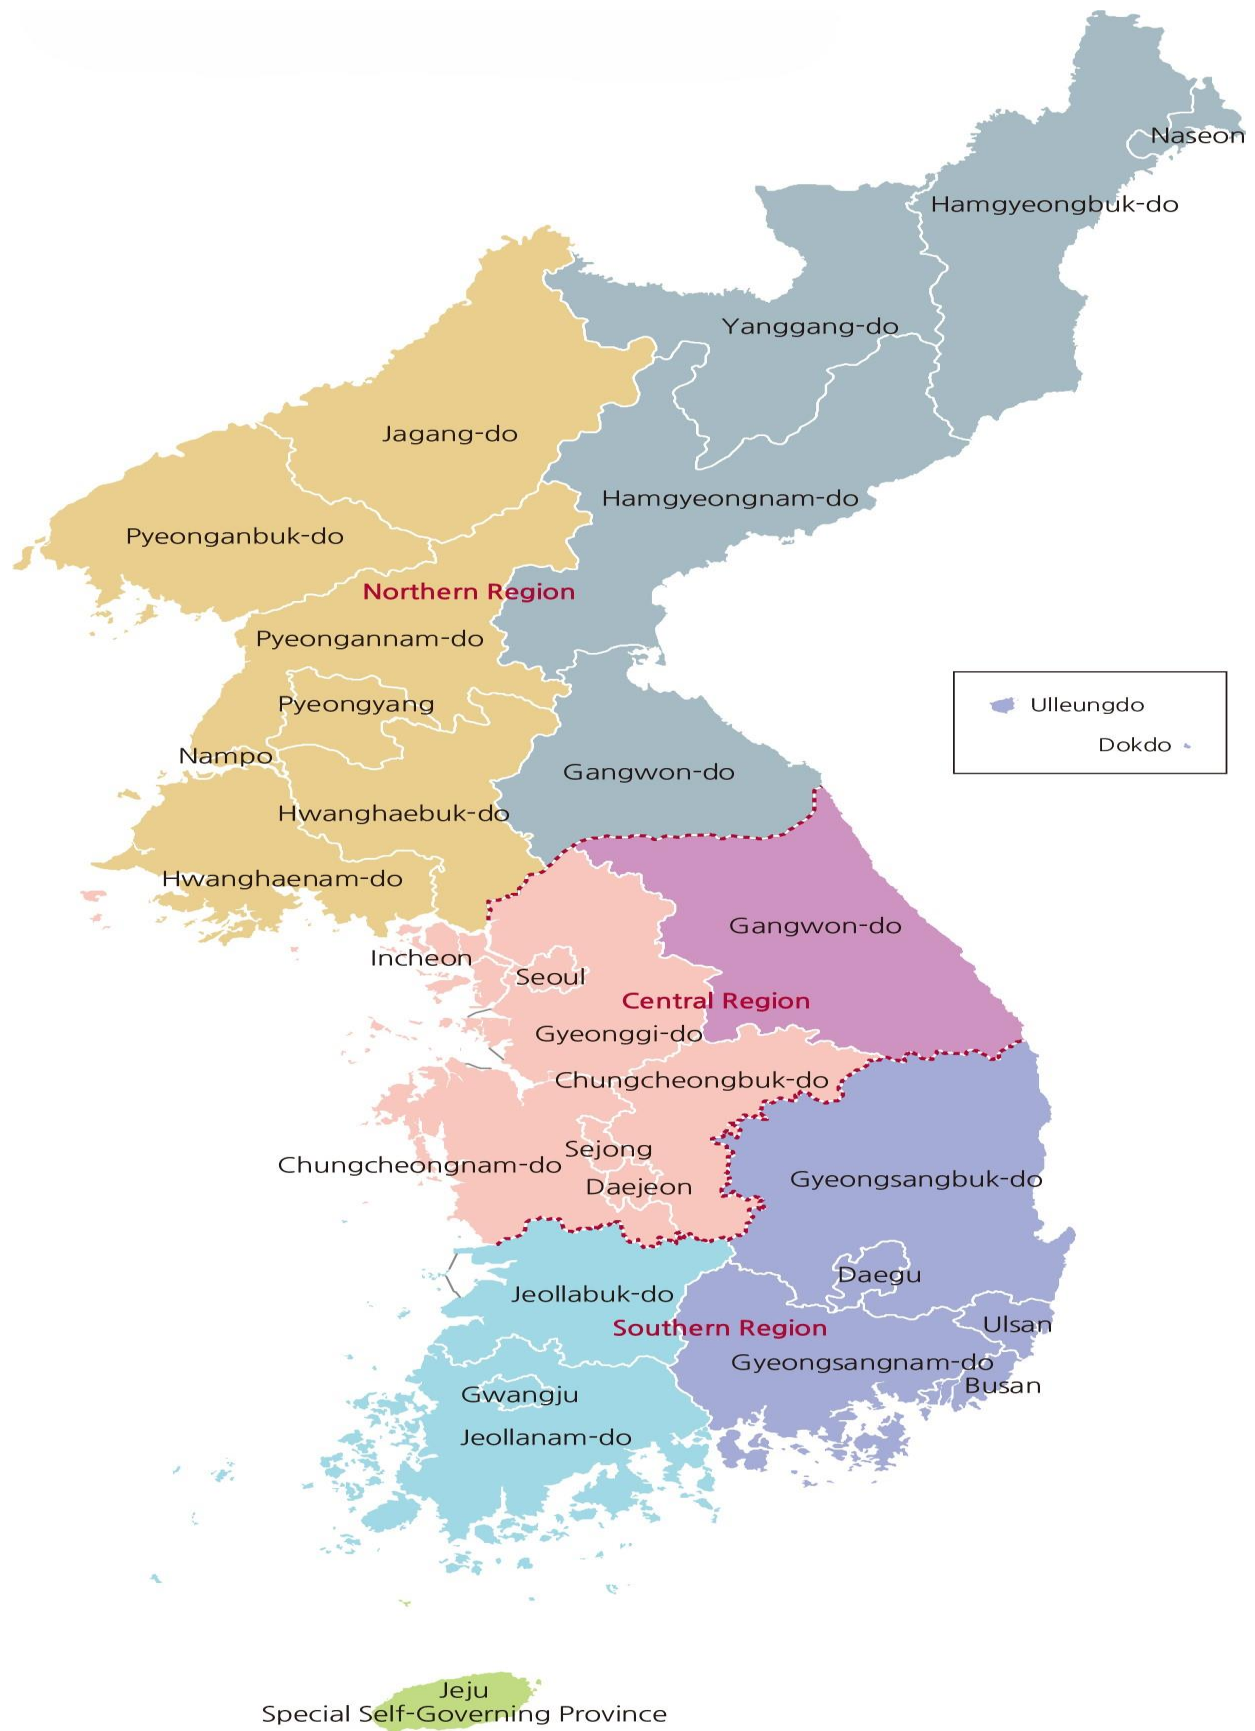 Naseon
Hamgyeongbuk-do
Yanggang-do
Jagang-do
Hamgyeongnam-do
Pyeonganbuk-do
Northern Region
Pyeongannam-do
Pyeongyang
Ulleungdo
Dokdo
Nampo
Gangwon-do
Hwanghaebuk-do
Hwanghaenam-do
Gangwon-do
Incheon
Seoul
Central Region
Gyeonggi-do
Chungcheongbuk-do
Sejong
Chungcheongnam-do
Gyeongsangbuk-do
Daejeon
Daegu
Jeollabuk-do
Ulsan
Southern Region
Gyeongsangnam-do
Busan
Gwangju
Jeollanam-do
Jeju
Special Self-Governing Province